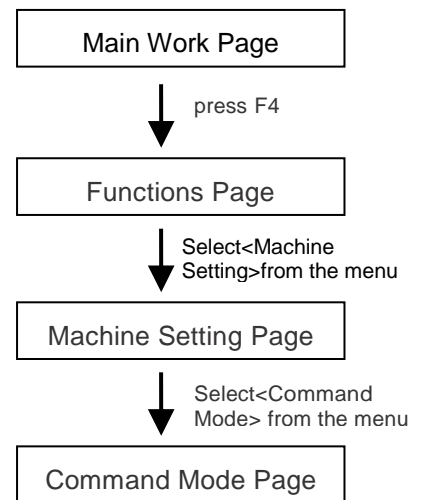 Main Work Page
press F4
Functions Page
Select<Machine
Setting>from the menu
Machine Setting Page
Select<Command
Mode> from the menu
Command Mode Page